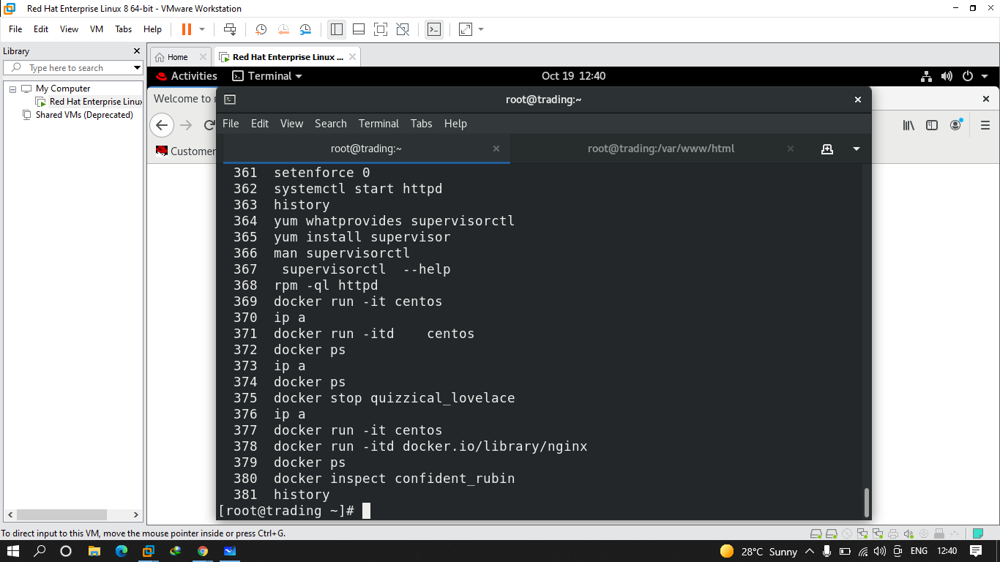 Red Hat Enterprise Linux 8 64-bit - VMware Workstation
File Edit View VM Tabs Help
Library
Type here to search
My Computer
Red Hat Enterprise Linux
Shared VMs (Deprecated)
Home
Red Hat Enterprise Linux ...
Activities Terminal Oct 19 12:40
Welcome to
root@trading:~
File Edit View Search Terminal Tabs Help
root@trading:~ root@trading:/var/www/html
Customer
361 setenforce 0
362 systemctl start httpd
363 history
364 yum whatprovides supervisorctl
365 yum install supervisor
366 man supervisorctl
367 supervisorctl --help
368 rpm -ql httpd
369 docker run -it centos
370 ip a
371 docker run -itd centos
372 docker ps
373 ip a
374 docker ps
375 docker stop quizzical_lovelace
376 ip a
377 docker run -it centos
378 docker run -itd docker.io/library/nginx
379 docker ps
380 docker inspect confident_rubin
381 history
[root@trading ~]#
To direct input to this VM, move the mouse pointer inside or press Ctrl+G.
28°C Sunny ENG 12:40